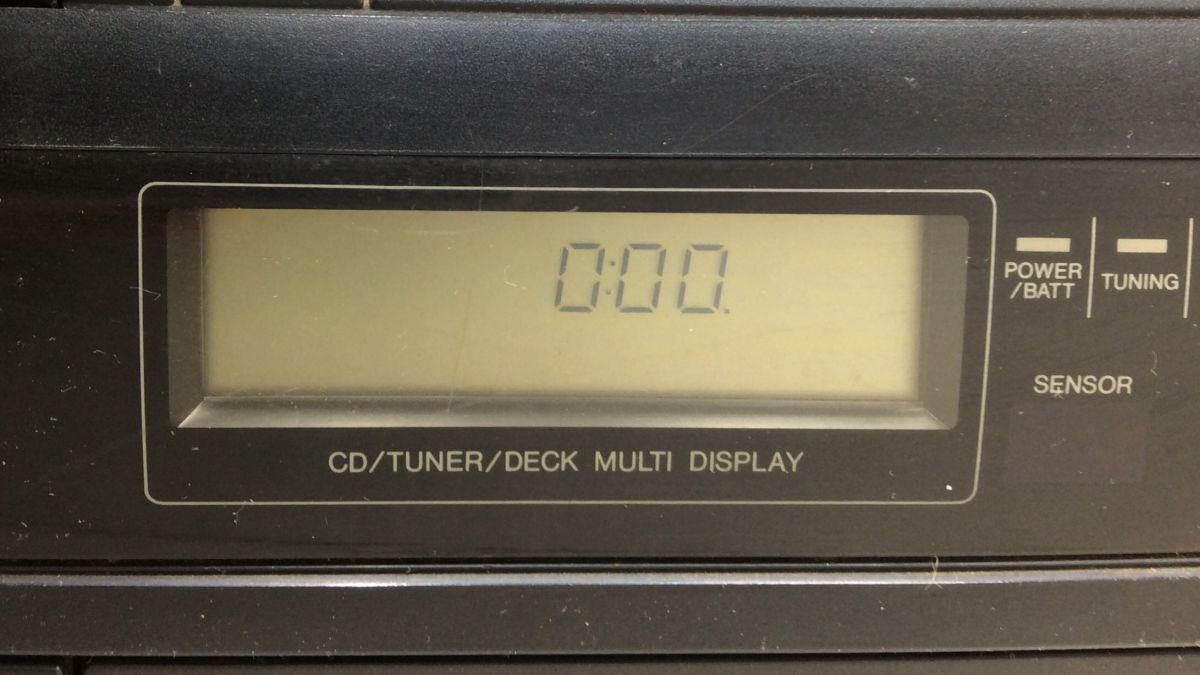 0:00.
POWER
/BATT
TUNING
SENSOR
CD/TUNER/DECK MULTI DISPLAY